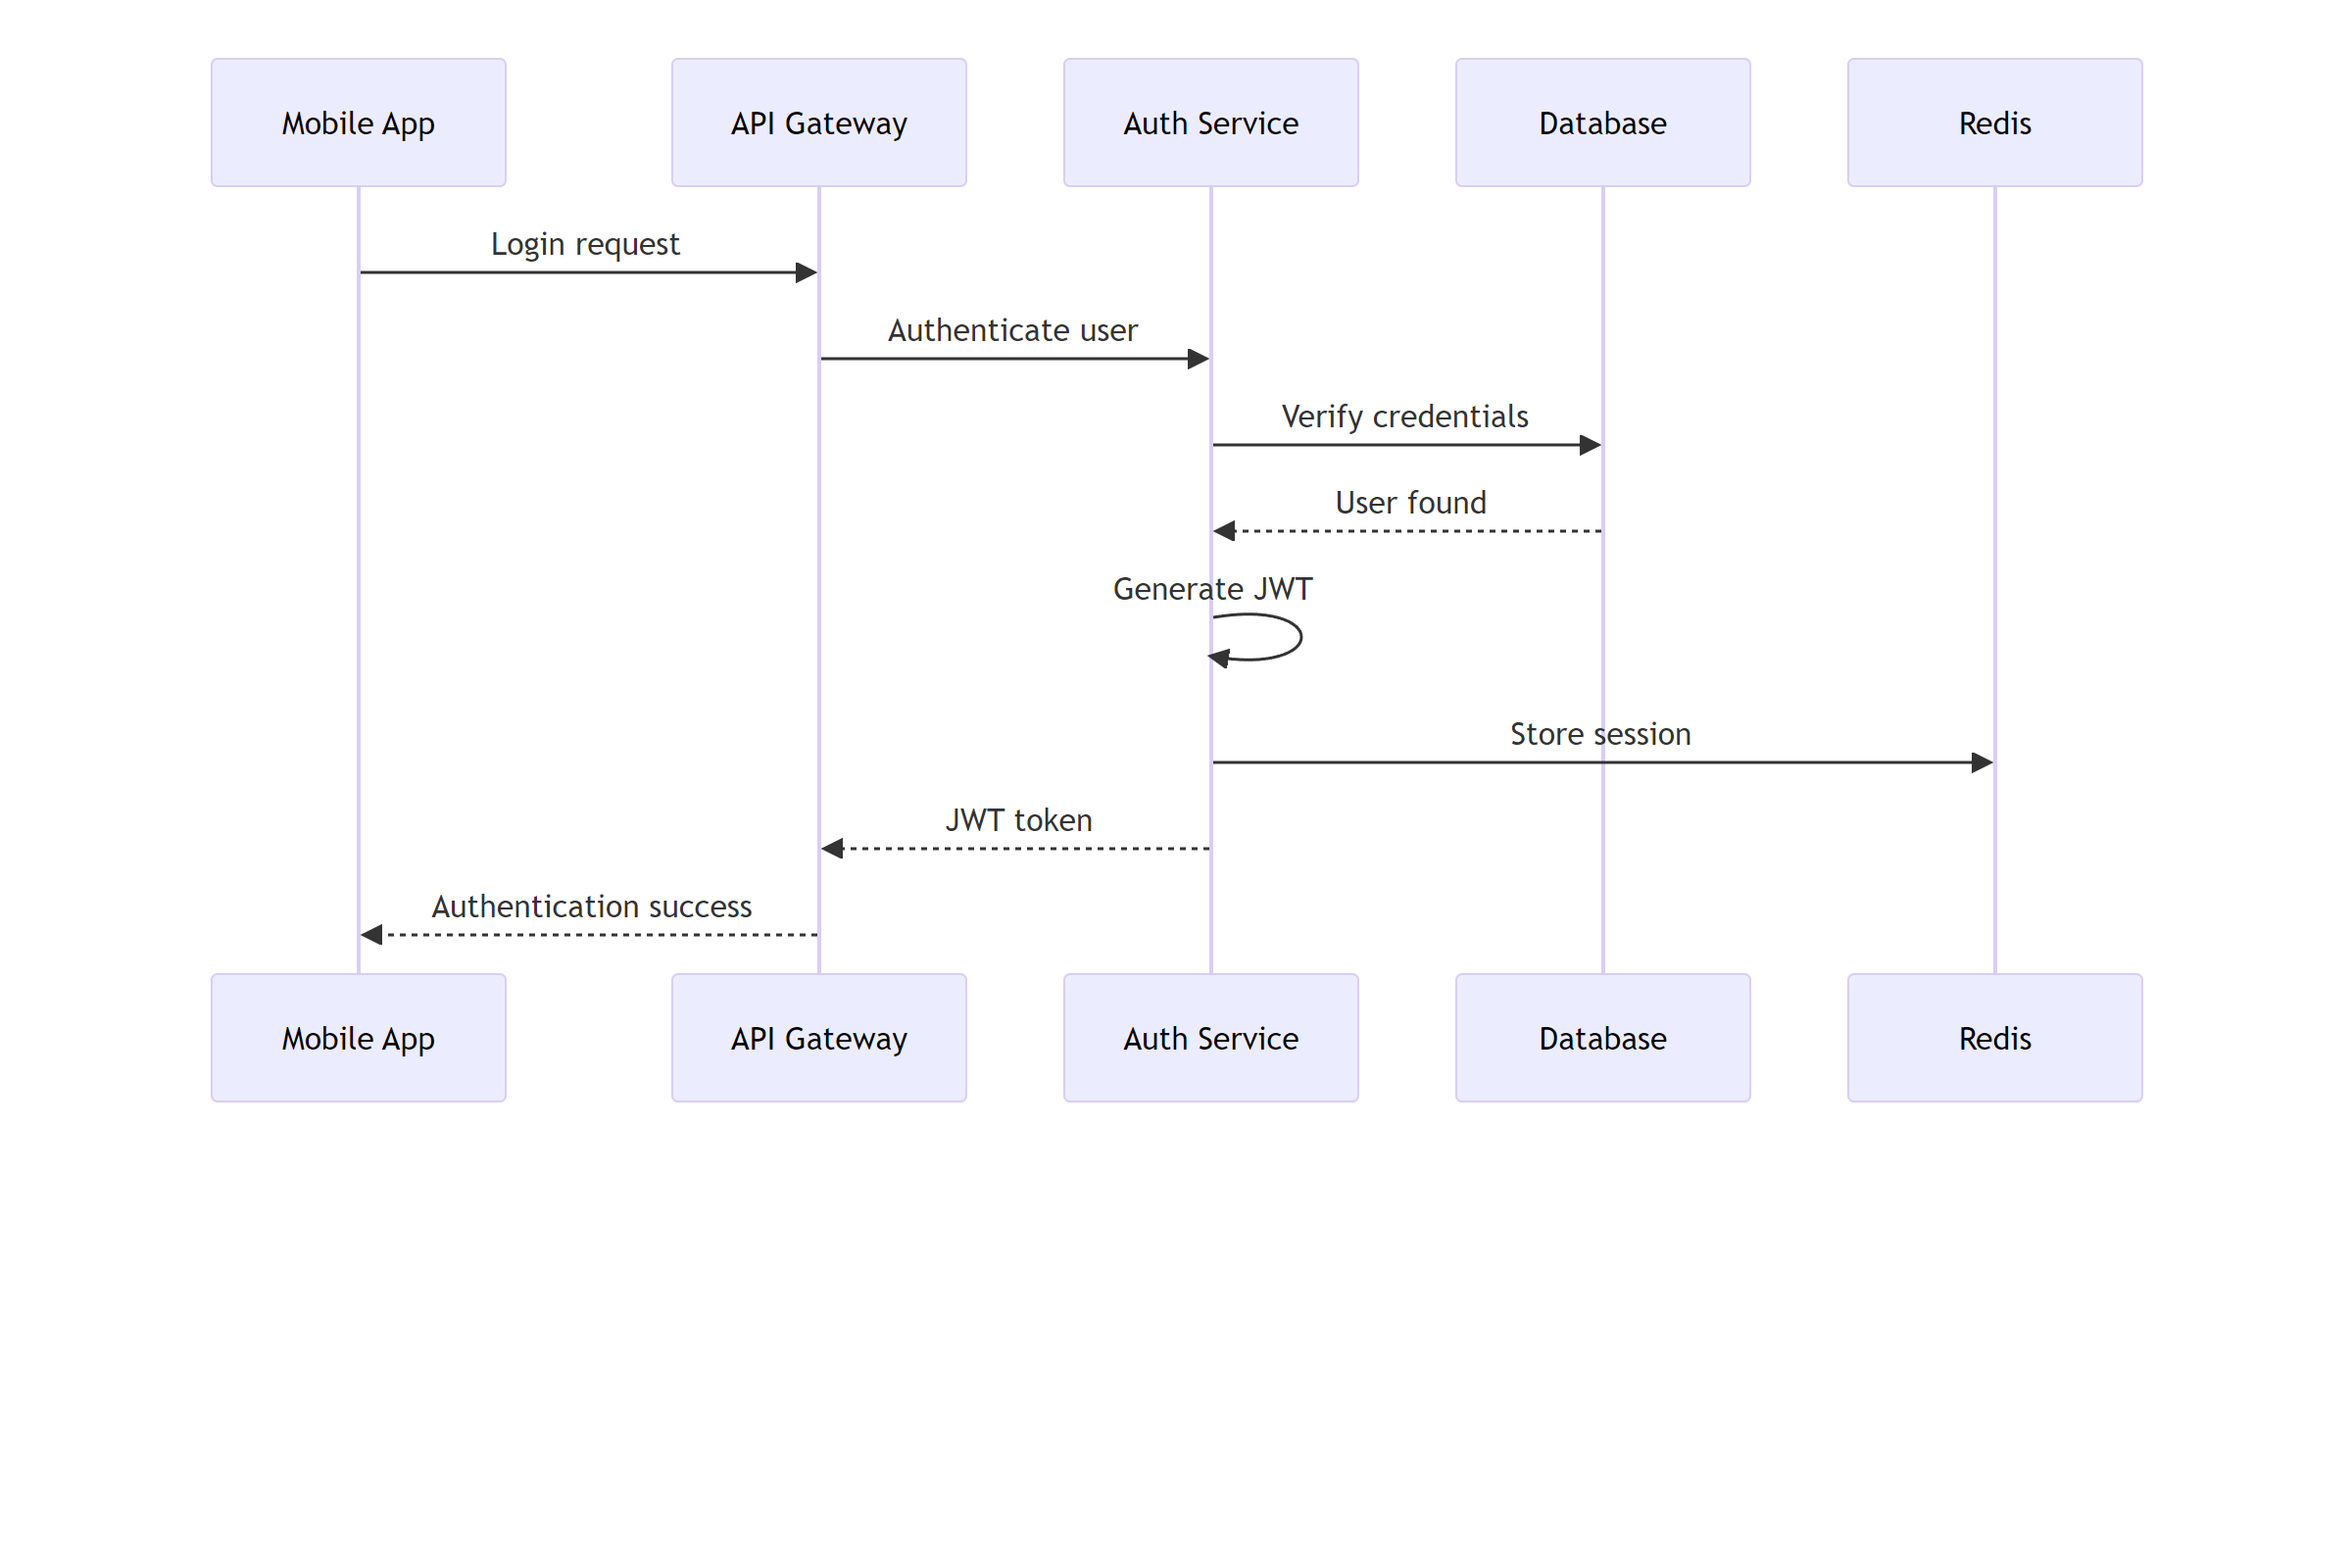 Mobile App
API Gateway
Auth Service
Database
Redis
Login request
Authenticate user
Verify credentials
User found
Generate JWT
Store session
JWT token
Authentication success
Mobile App
API Gateway
Auth Service
Database
Redis